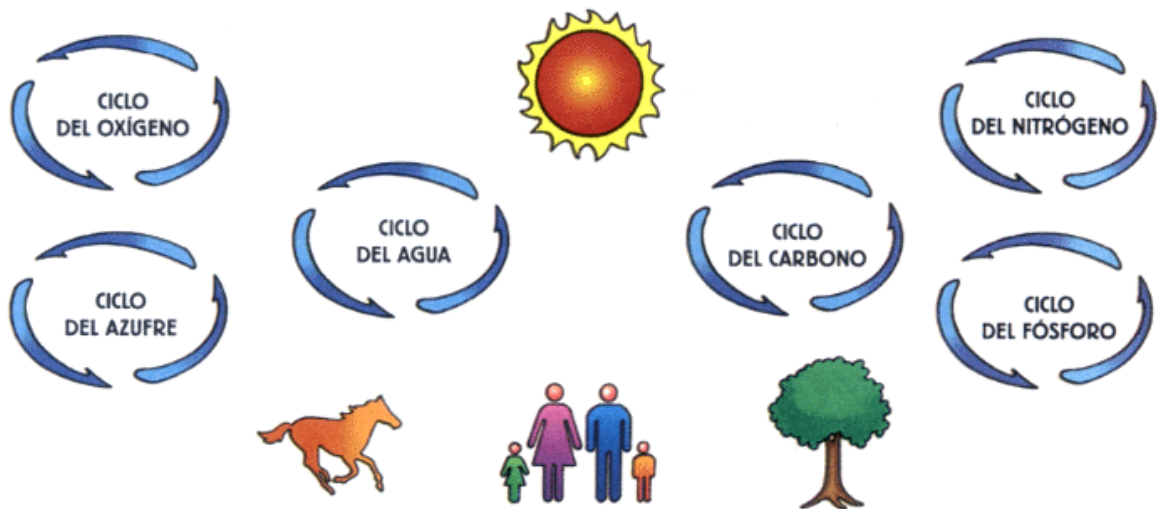 CICLO
DEL OXÍGENO
CICLO
DEL NITRÓGENO
CICLO
DEL AGUA
CICLO
DEL CARBONO
CICLO
DEL AZUFRE
CICLO
DEL FÓSFORO